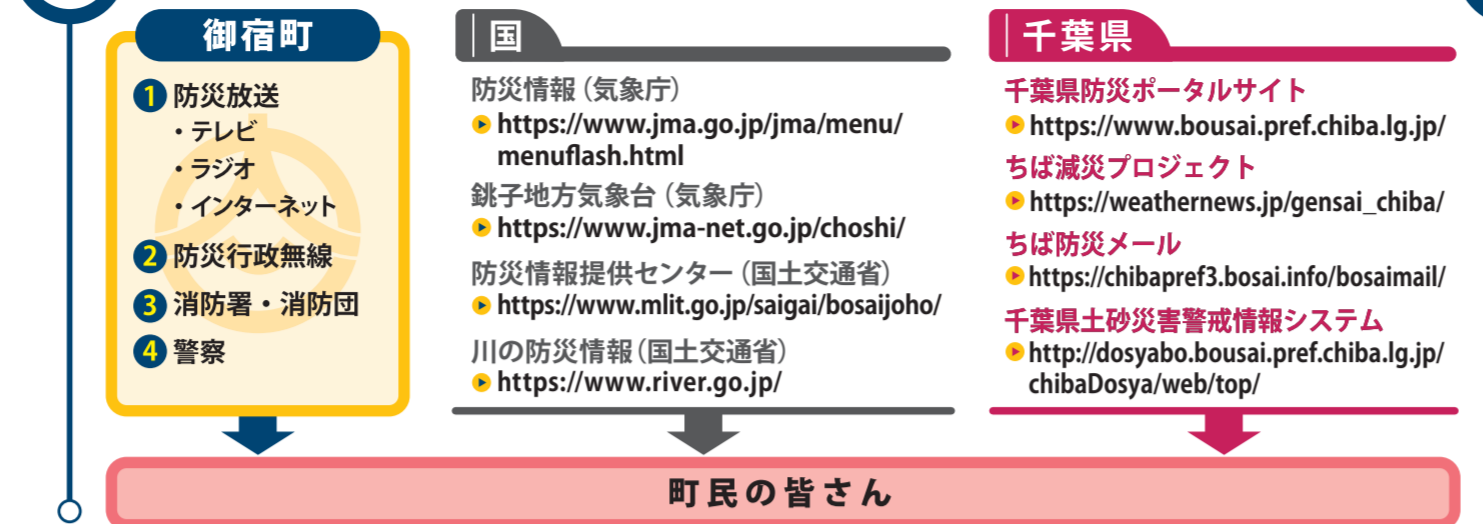 御宿町
1 防災放送
・テレビ
・ラジオ
・インターネット
2 防災行政無線
3 消防署・消防団
4 警察
国
防災情報（気象庁）
https://www.jma.go.jp/jma/menu/
menuflash.html
銚子地方気象台（気象庁）
https://www.jma-net.go.jp/choshi/
防災情報提供センター（国土交通省）
https://www.mlit.go.jp/saigai/bosaijoho/
川の防災情報（国土交通省）
https://www.river.go.jp/
千葉県
千葉県防災ポータルサイト
https://www.bousai.pref.chiba.lg.jp/
ちば減災プロジェクト
https://weathernews.jp/gensai_chiba/
ちば防災メール
https://chibapref3.bosai.info/bosaimail/
千葉県土砂災害警戒情報システム
http://dosyabo.bousai.pref.chiba.lg.jp/
chibaDosya/web/top/
町民の皆さん